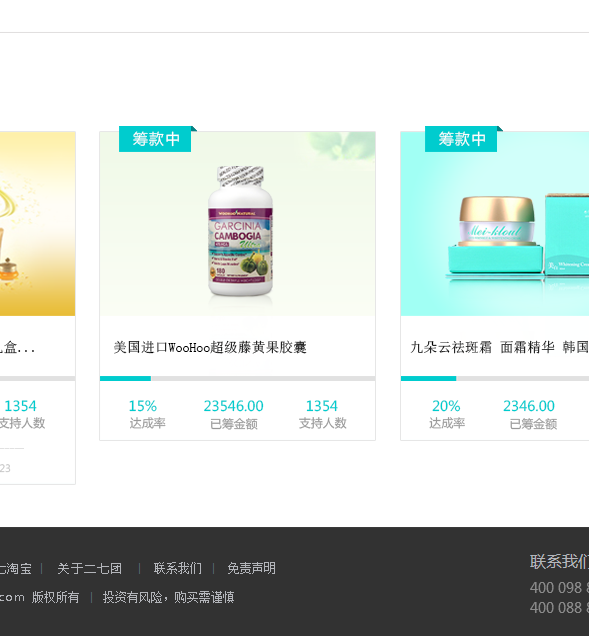 筹款中
筹款中
GARCINIA
CAMBOGIA
Ultra
180
Mei-kloul
礼盒...
美国进口WooHoo超级藤黄果胶囊
九朵云祛斑霜 面霜精华 韩国
1354
15% 23546.00 1354
20% 2346.00
支持人数
达成率 已筹金额 支持人数
达成率 已筹金额
23
七淘宝 | 关于二七团 | 联系我们 | 免责声明
联系我们
.com 版权所有 | 投资有风险，购买需谨慎
400 098 8
400 088 8